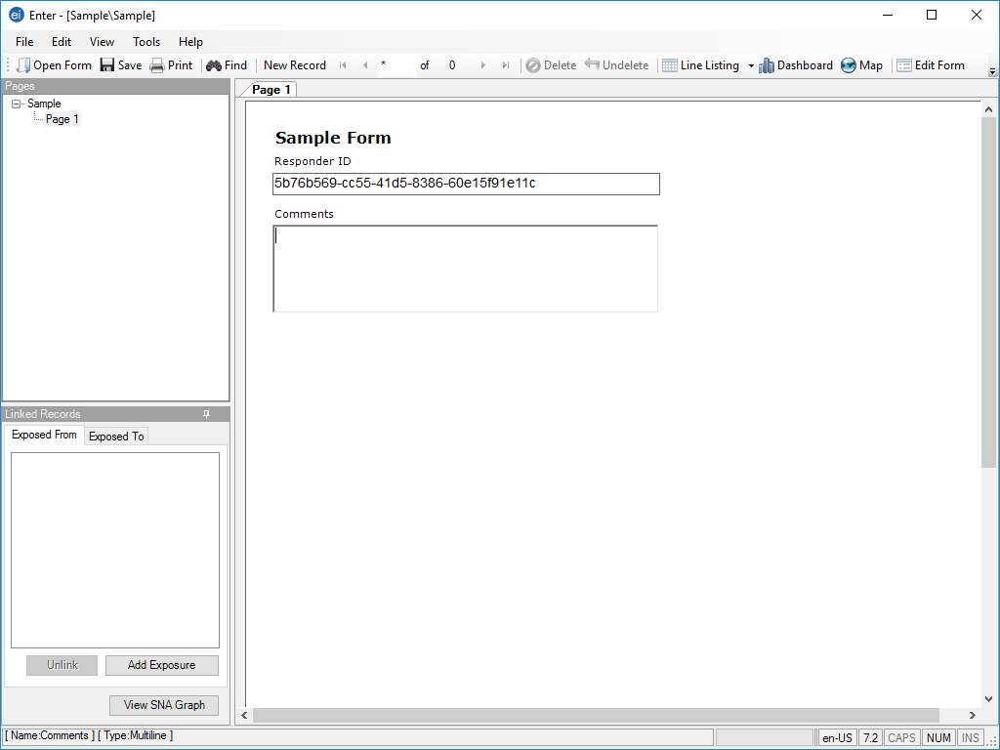 ei Enter - [Sample\Sample]
File Edit View Tools Help
Open Form Save Print Find New Record * of 0 Delete Undelete Line Listing Dashboard Map Edit Form
Pages
Sample
Page 1
Linked Records
Exposed From Exposed To
Unlink Add Exposure
View SNA Graph
Page 1
Sample Form
Responder ID
5b76b569-cc55-41d5-8386-60e15f91e11c
Comments
[ Name:Comments ] [ Type:Multiline ] en-US 7.2 CAPS NUM INS